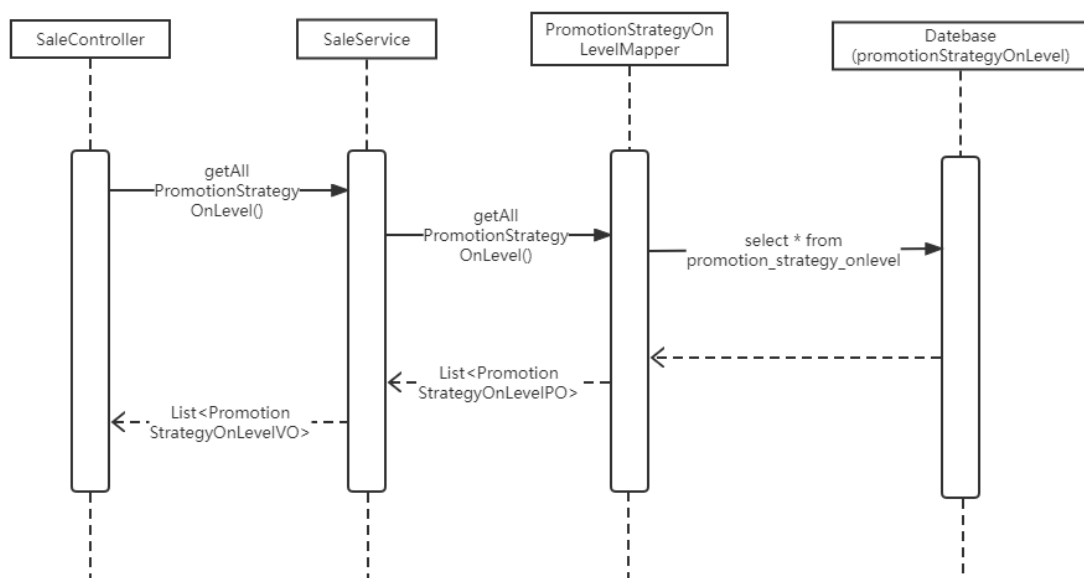 SaleController
SaleService
PromotionStrategyOn
LevelMapper
Datebase
(promotionStrategyOnLevel)
getAll
PromotionStrategy
OnLevel()
getAll
PromotionStrategy
OnLevel()
select * from
promotion_strategy_onlevel
List<Promotion
StrategyOnLevelPO>
List<Promotion
StrategyOnLevelVO>